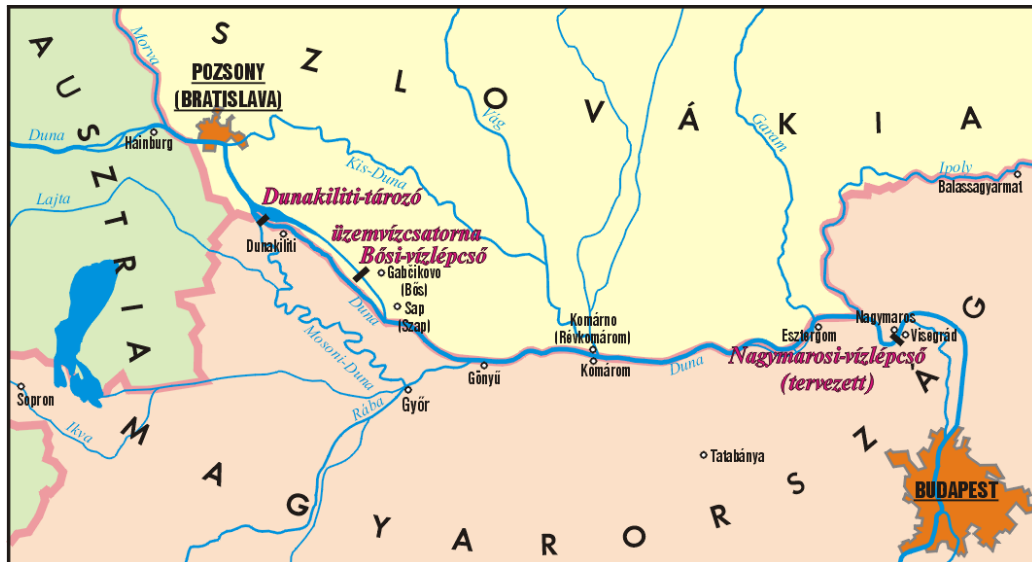 AUSZTRIA
SZLOVÁKIA
MAGYARORSZÁG
Morva
POZSONY
(BRATISLAVA)
Duna
Hainburg
Lajta
Kis-Duna
Vág
Garam
Ipoly
Balassagyarmat
Dunakiliti-tározó
Dunakiliti
üzemvízcsatorna
Bősi-vízlépcső
Gabčikovo
(Bős)
Sap
(Szap)
Duna
Mosoni-Duna
Komárno
(Révkomárom)
Komárom
Gönyű
Győr
Rába
Sopron
Ikva
Duna
Esztergom
Nagymaros
Visegrád
Nagymarosi-vízlépcső
(tervezett)
Tatabánya
BUDAPEST